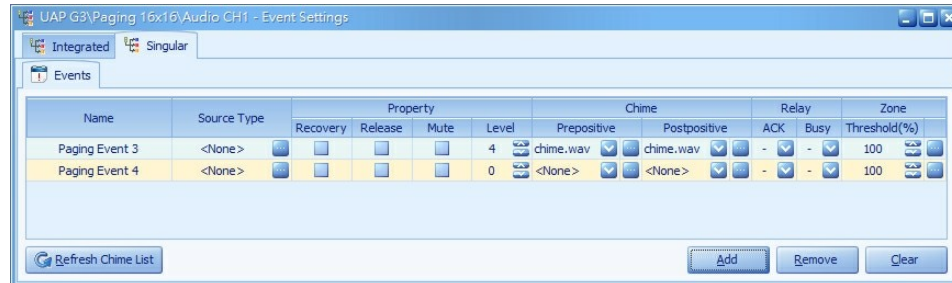 UAP G3\Paging 16x16\Audio CH1 - Event Settings
Integrated Singular
Events
Name Source Type Property Chime Relay Zone
Recovery Release Mute Level Prepositive Postpositive ACK Busy Threshold(%)
Paging Event 3 <None> ... 4 chime.wav ... chime.wav ... - - 100 ...
Paging Event 4 <None> ... 0 <None> ... <None> ... - - 100 ...
Refresh Chime List Add Remove Clear